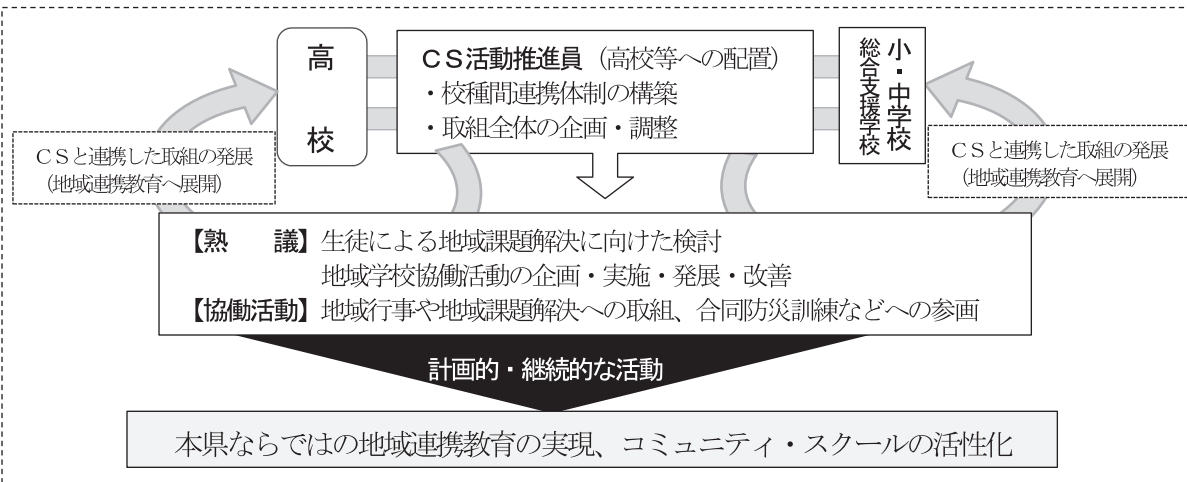 高校
ＣＳ活動推進員（高校等への配置）
・校種間連携体制の構築
・取組全体の企画・調整
小・中学校
総合支援学校
ＣＳと連携した取組の発展
（地域連携教育へ展開）
ＣＳと連携した取組の発展
（地域連携教育へ展開）
【熟　　議】生徒による地域課題解決に向けた検討
地域学校協働活動の企画・実施・発展・改善
【協働活動】地域行事や地域課題解決への取組、合同防災訓練などへの参画
計画的・継続的な活動
本県ならではの地域連携教育の実現、コミュニティ・スクールの活性化